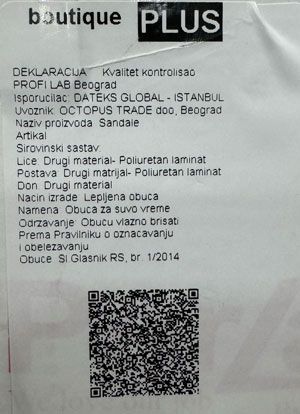 boutique PLUS
DEKLARACIJA Kvalitet kontrolisao
PROFI LAB Beograd
Isporucilac: DATEKS GLOBAL - ISTANBUL
Uvoznik: OCTOPUS TRADE doo, Beograd
Naziv proizvoda Sandale
Artikal
Sirovinski sastav:
Lice: Drugi material- Poliuretan laminat
Postava Drugi matrijal- Poliuretan laminat
Don: Drugi material
Nacin izrade Lepljena obuca
Namena Obuca za suvo vreme
Odrzavanje: Obucu vlazno brisati
Prema Pravilniku o oznacavanju
i obelezavanju
Obuce Sl Glasnik RS, br. 1/2014